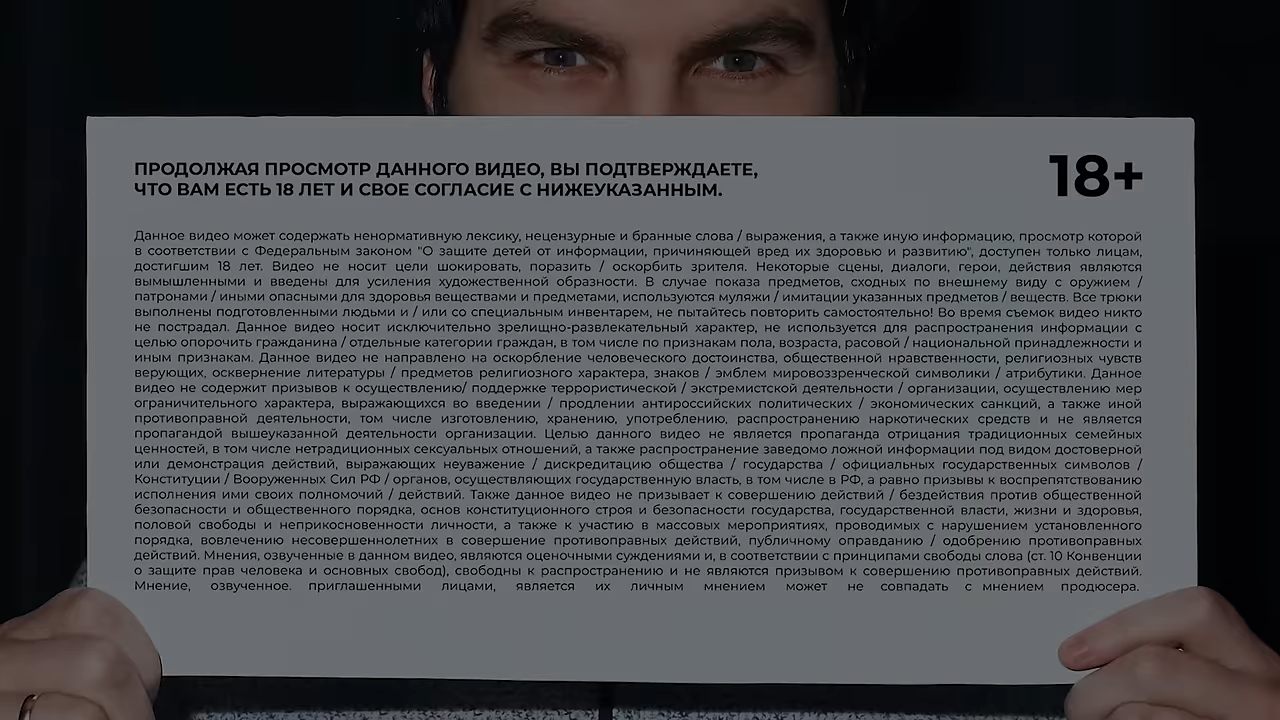 ПРОДОЛЖАЯ ПРОСМОТР ДАННОГО ВИДЕО, ВЫ ПОДТВЕРЖДАЕТЕ,
ЧТО ВАМ ЕСТЬ 18 ЛЕТ И СВОЕ СОГЛАСИЕ С НИЖЕУКАЗАННЫМ.
18+
Данное видео может содержать ненормативную лексику, нецензурные и бранные слова / выражения, а также иную информацию, просмотр которой
в соответствии с Федеральным законом "О защите детей от информации, причиняющей вред их здоровью и развитию", доступен только лицам,
достигшим 18 лет. Видео не носит цели шокировать, поразить / оскорбить зрителя. Некоторые сцены, диалоги, герои, действия являются
вымышленными и введены для усиления художественной образности. В случае показа предметов, сходных по внешнему виду с оружием /
патронами / иными опасными для здоровья веществами и предметами, используются муляжи / имитации указанных предметов / веществ. Все трюки
выполнены подготовленными людьми и / или со специальным инвентарем, не пытайтесь повторить самостоятельно! Во время съемок видео никто
не пострадал. Данное видео носит исключительно зрелищно-развлекательный характер, не используется для распространения информации с
целью опорочить гражданина / отдельные категории граждан, в том числе по признакам пола, возраста, расовой / национальной принадлежности и
иным признакам. Данное видео не направлено на оскорбление человеческого достоинства, общественной нравственности, религиозных чувств
верующих, осквернение литературы / предметов религиозного характера, знаков / эмблем мировоззренческой символики / атрибутики. Данное
видео не содержит призывов к осуществлению/ поддержке террористической / экстремистской деятельности / организации, осуществлению мер
ограничительного характера, выражающихся во введении / продлении антироссийских политических / экономических санкций, а также иной
противоправной деятельности, том числе изготовлению, хранению, употреблению, распространению наркотических средств и не является
пропагандой вышеуказанной деятельности организации. Целью данного видео не является пропаганда отрицания традиционных семейных
ценностей, в том числе нетрадиционных сексуальных отношений, а также распространение заведомо ложной информации под видом достоверной
или демонстрация действий, выражающих неуважение / дискредитацию общества / государства / официальных государственных символов /
Конституции / Вооруженных Сил РФ / органов, осуществляющих государственную власть, в том числе в РФ, а равно призывы к воспрепятствованию
исполнения ими своих полномочий / действий. Также данное видео не призывает к совершению действий / бездействия против общественной
безопасности и общественного порядка, основ конституционного строя и безопасности государства, государственной власти, жизни и здоровья,
половой свободы и неприкосновенности личности, а также к участию в массовых мероприятиях, проводимых с нарушением установленного
порядка, вовлечению несовершеннолетних в совершение противоправных действий, публичному оправданию / одобрению противоправных
действий. Мнения, озвученные в данном видео, являются оценочными суждениями и, в соответствии с принципами свободы слова (ст. 10 Конвенции
о защите прав человека и основных свобод), свободны к распространению и не являются призывом к совершению противоправных действий.
Мнение, озвученное. приглашенными лицами, является их личным мнением может не совпадать с мнением продюсера.